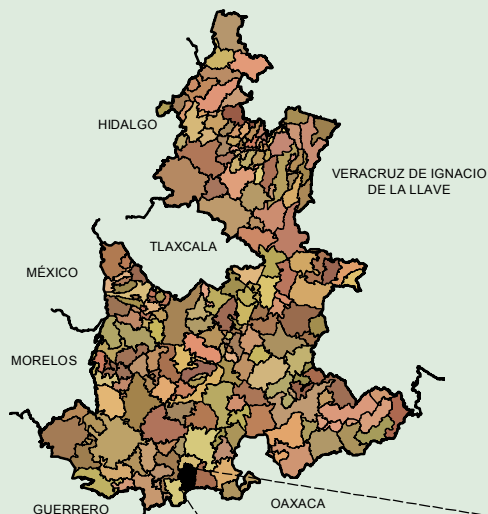 HIDALGO
VERACRUZ DE IGNACIO
DE LA LLAVE
TLAXCALA
MÉXICO
MORELOS
GUERRERO
OAXACA